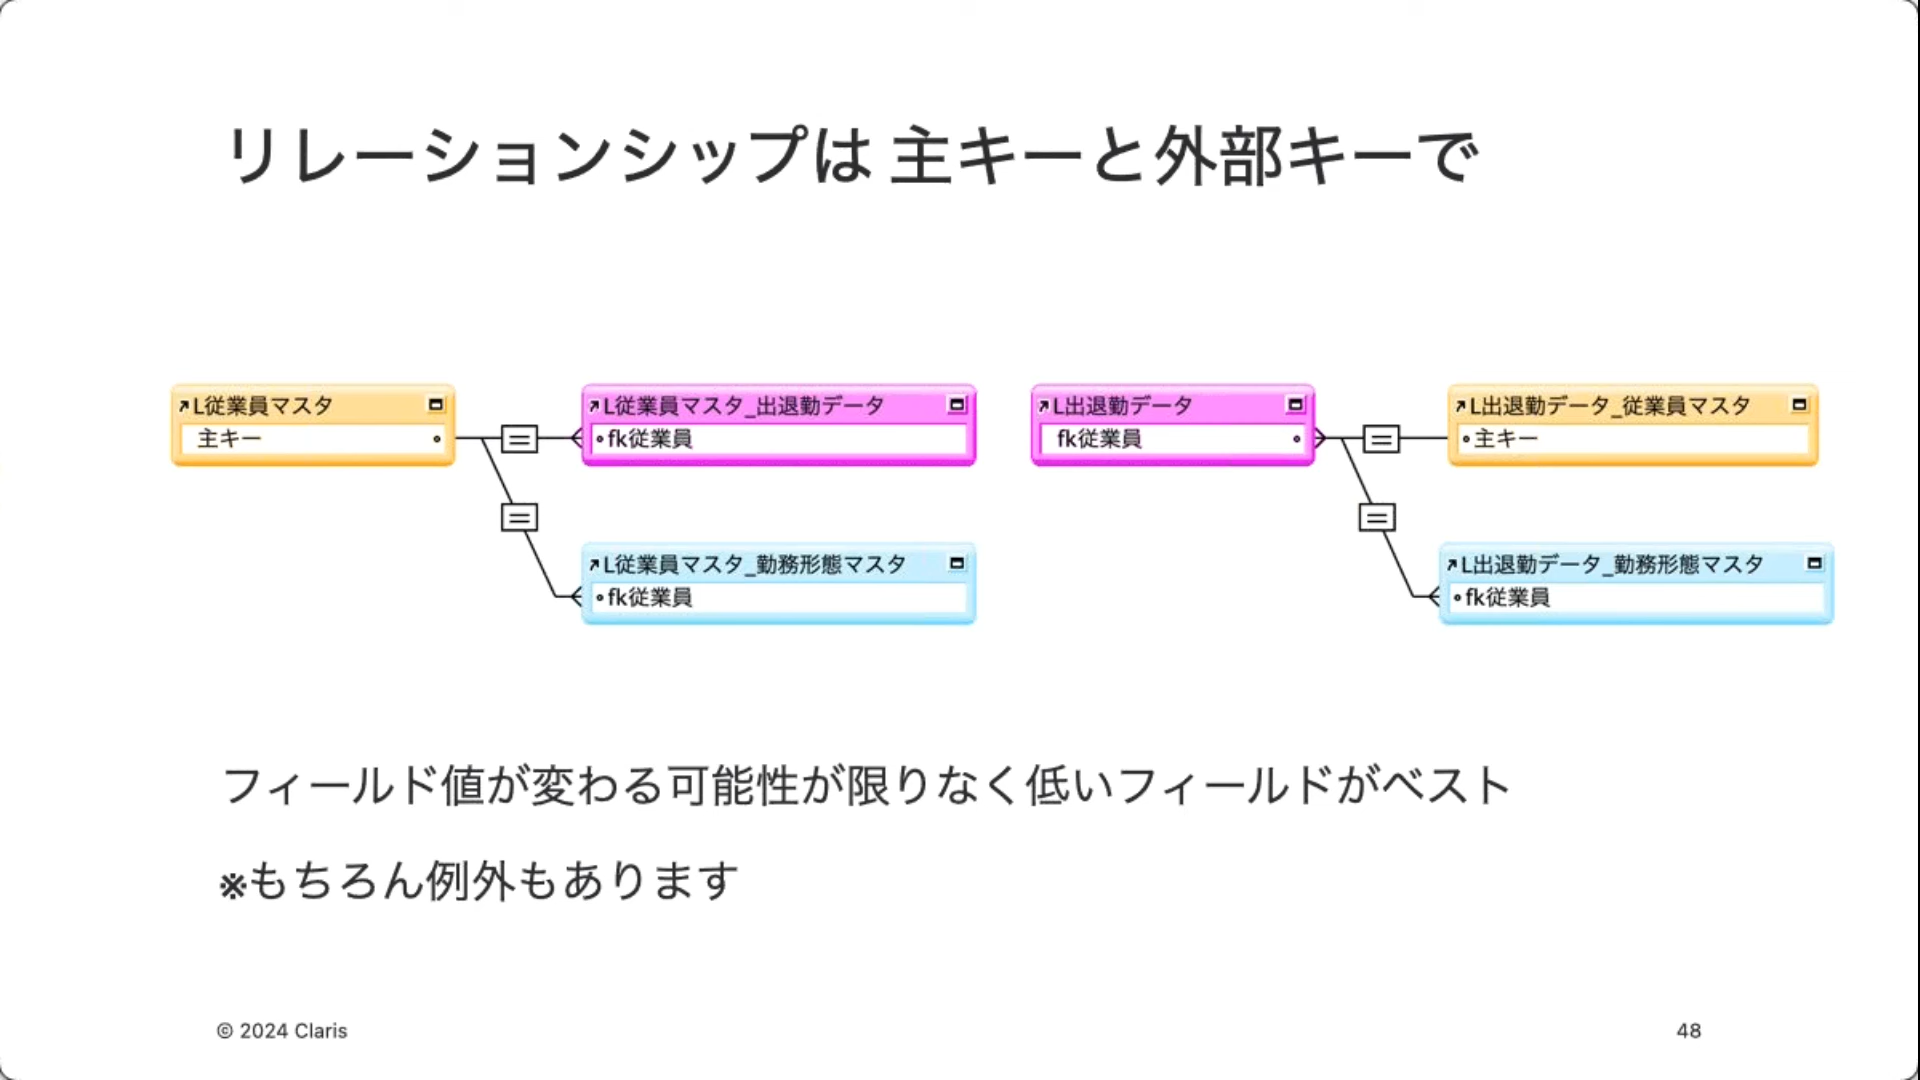 リレーションシップは 主キーと外部キーで
L従業員マスタ
主キー
L従業員マスタ_出退勤データ
fk従業員
L従業員マスタ_勤務形態マスタ
fk従業員
L出退勤データ
fk従業員
L出退勤データ_従業員マスタ
主キー
L出退勤データ_勤務形態マスタ
fk従業員
フィールド値が変わる可能性が限りなく低いフィールドがベスト
※もちろん例外もあります
© 2024 Claris
48